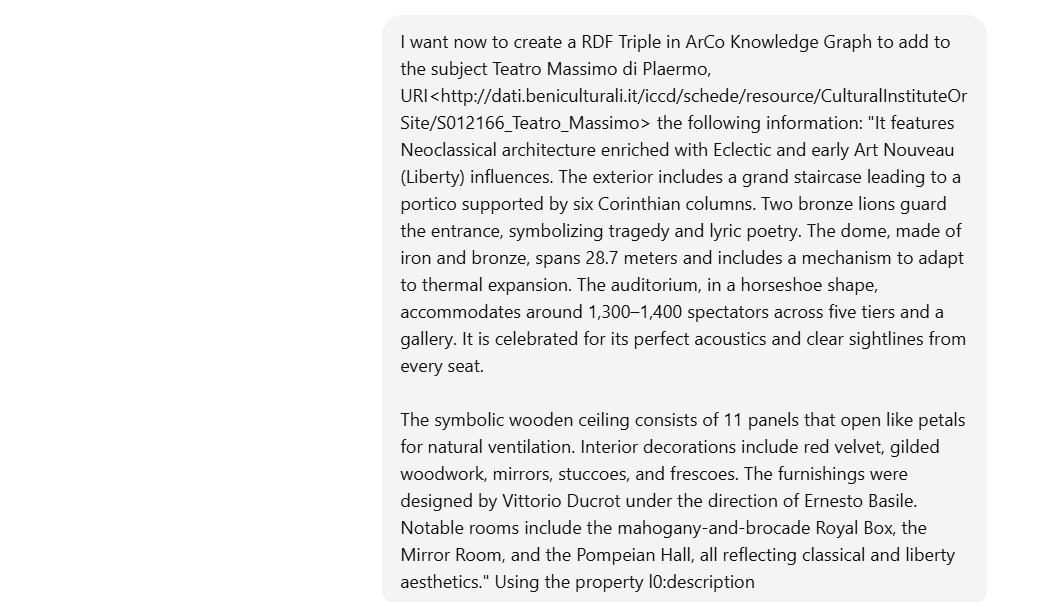 I want now to create a RDF Triple in ArCo Knowledge Graph to add to
the subject Teatro Massimo di Plaermo,
URI<http://dati.beniculturali.it/iccd/schede/resource/CulturalInstituteOr
Site/S012166_Teatro_Massimo> the following information: "It features
Neoclassical architecture enriched with Eclectic and early Art Nouveau
(Liberty) influences. The exterior includes a grand staircase leading to a
portico supported by six Corinthian columns. Two bronze lions guard
the entrance, symbolizing tragedy and lyric poetry. The dome, made of
iron and bronze, spans 28.7 meters and includes a mechanism to adapt
to thermal expansion. The auditorium, in a horseshoe shape,
accommodates around 1,300–1,400 spectators across five tiers and a
gallery. It is celebrated for its perfect acoustics and clear sightlines from
every seat.
The symbolic wooden ceiling consists of 11 panels that open like petals
for natural ventilation. Interior decorations include red velvet, gilded
woodwork, mirrors, stuccoes, and frescoes. The furnishings were
designed by Vittorio Ducrot under the direction of Ernesto Basile.
Notable rooms include the mahogany-and-brocade Royal Box, the
Mirror Room, and the Pompeian Hall, all reflecting classical and liberty
aesthetics." Using the property l0:description